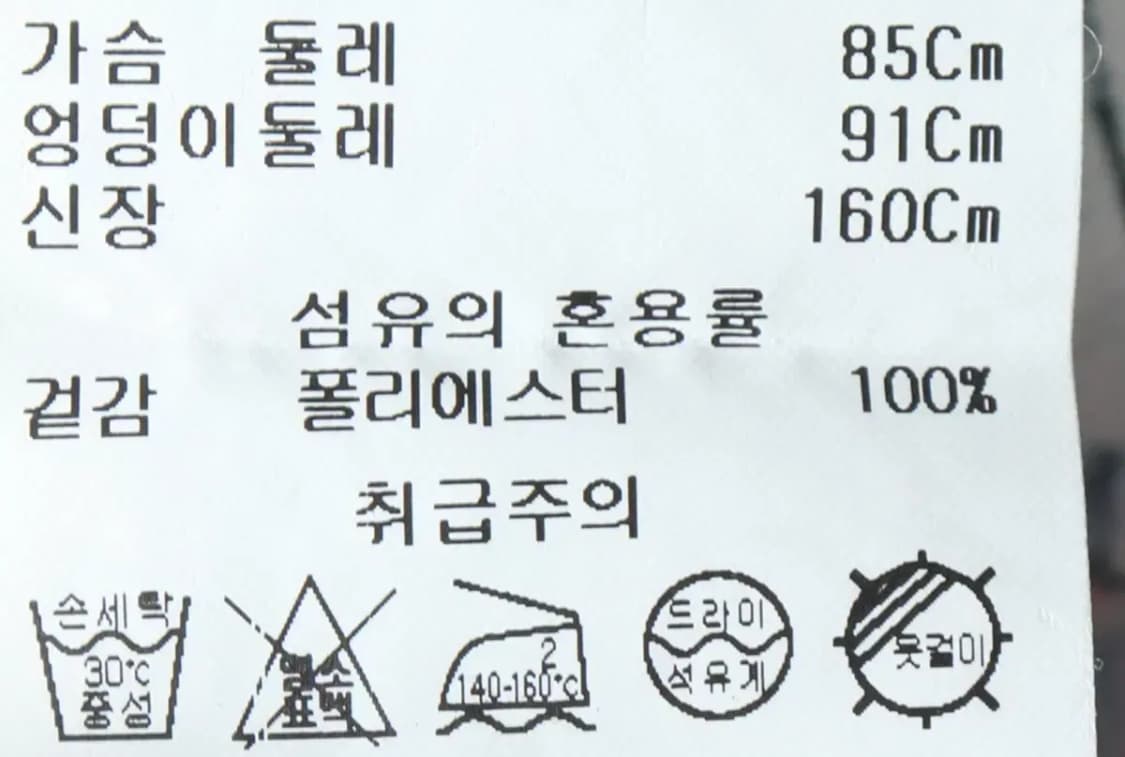 가슴 둘레 85Cm
엉덩이둘레 91Cm
신장 160Cm
섬유의 혼용률
겉감 폴리에스터 100%
취급주의
손세탁
30°c
중성
염소
표백
2
140-160°c
드라이
석유계
옷걸이